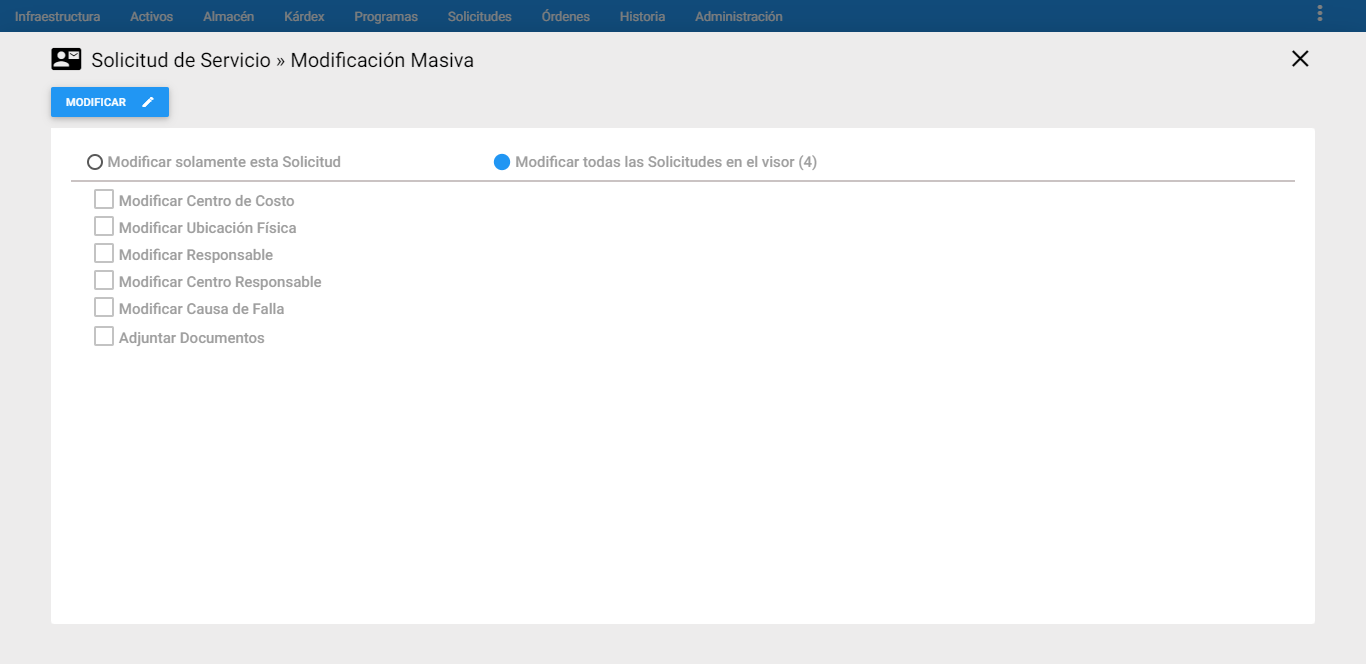 Infraestructura Activos Almacén Kárdex Programas Solicitudes Órdenes Historia Administración
Solicitud de Servicio » Modificación Masiva
MODIFICAR
Modificar solamente esta Solicitud Modificar todas las Solicitudes en el visor (4)
Modificar Centro de Costo
Modificar Ubicación Física
Modificar Responsable
Modificar Centro Responsable
Modificar Causa de Falla
Adjuntar Documentos